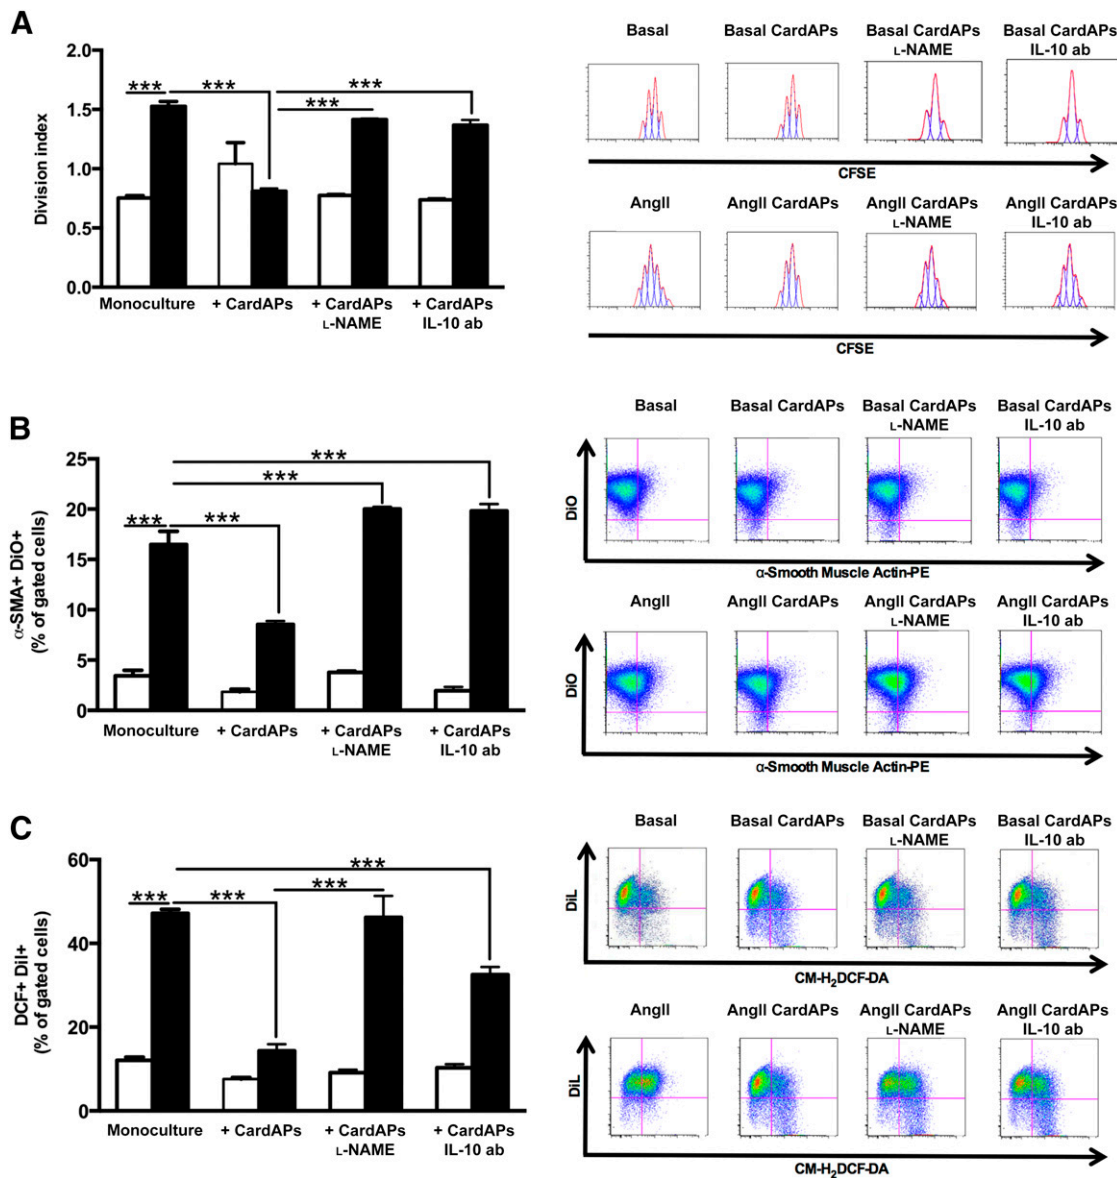 A
Division index
2.0
1.5
1.0
0.5
0.0
***
***
***
***
Monoculture
+ CardAPs
+ CardAPs
L-NAME
+ CardAPs
IL-10 ab
Basal
Basal CardAPs
Basal CardAPs
L-NAME
Basal CardAPs
IL-10 ab
CFSE
AngII
AngII CardAPs
AngII CardAPs
L-NAME
AngII CardAPs
IL-10 ab
CFSE
B
α-SMA+ DiO+
(% of gated cells)
25
20
15
10
5
0
***
***
***
***
Monoculture
+ CardAPs
+ CardAPs
L-NAME
+ CardAPs
IL-10 ab
Basal
Basal CardAPs
Basal CardAPs
L-NAME
Basal CardAPs
IL-10 ab
DiO
α-Smooth Muscle Actin-PE
AngII
AngII CardAPs
AngII CardAPs
L-NAME
AngII CardAPs
IL-10 ab
DiO
α-Smooth Muscle Actin-PE
C
DCF+ DiI+
(% of gated cells)
60
40
20
0
***
***
***
***
Monoculture
+ CardAPs
+ CardAPs
L-NAME
+ CardAPs
IL-10 ab
Basal
Basal CardAPs
Basal CardAPs
L-NAME
Basal CardAPs
IL-10 ab
DiL
CM-H₂DCF-DA
AngII
AngII CardAPs
AngII CardAPs
L-NAME
AngII CardAPs
IL-10 ab
DiL
CM-H₂DCF-DA